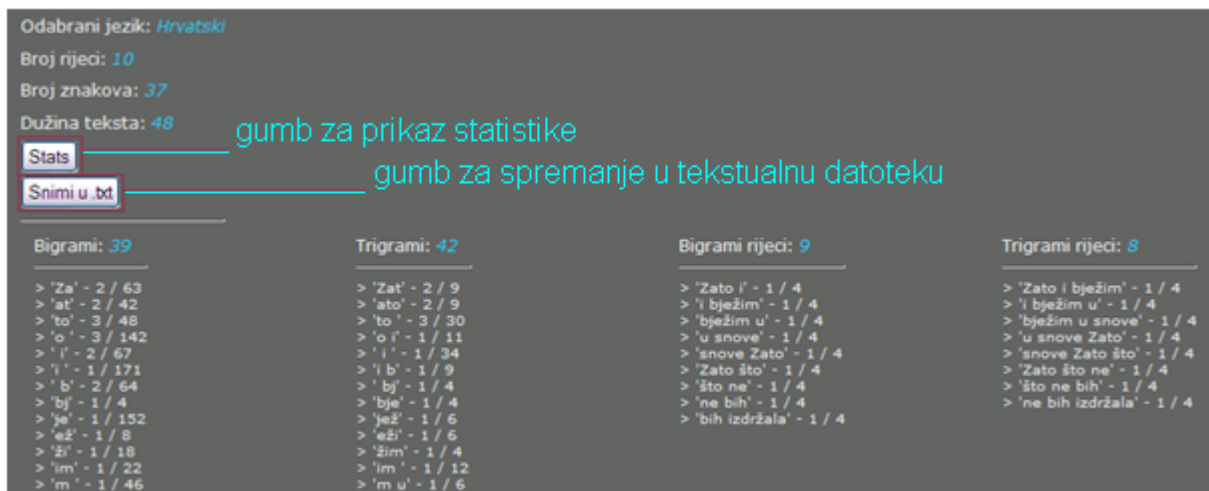 Odabrani jezik: Hrvatski
Broj rijeci: 10
Broj znakova: 37
Dužina teksta: 48
gumb za prikaz statistike
Stats
gumb za spremanje u tekstualnu datoteku
Snimi u .txt
Bigrami: 39
> 'Za' - 2 / 63
> 'at' - 2 / 42
> 'to' - 3 / 48
> 'o ' - 3 / 142
> ' i' - 2 / 67
> 'i ' - 1 / 171
> ' b' - 2 / 64
> 'bj' - 1 / 4
> 'je' - 1 / 152
> 'ež' - 1 / 8
> 'ži' - 1 / 18
> 'im' - 1 / 22
> 'm ' - 1 / 46
Trigrami: 42
> 'Zat' - 2 / 9
> 'ato' - 2 / 9
> 'to ' - 3 / 30
> 'o i' - 1 / 11
> ' i ' - 1 / 34
> 'i b' - 1 / 9
> ' bj' - 1 / 4
> 'bje' - 1 / 4
> 'jež' - 1 / 6
> 'eži' - 1 / 6
> 'žim' - 1 / 4
> 'im ' - 1 / 12
> 'm u' - 1 / 6
Bigrami rijeci: 9
> 'Zato i' - 1 / 4
> 'i bježim' - 1 / 4
> 'bježim u' - 1 / 4
> 'u snove' - 1 / 4
> 'snove Zato' - 1 / 4
> 'Zato što' - 1 / 4
> 'što ne' - 1 / 4
> 'ne bih' - 1 / 4
> 'bih izdržala' - 1 / 4
Trigrami rijeci: 8
> 'Zato i bježim' - 1 / 4
> 'i bježim u' - 1 / 4
> 'bježim u snove' - 1 / 4
> 'u snove Zato' - 1 / 4
> 'snove Zato što' - 1 / 4
> 'Zato što ne' - 1 / 4
> 'što ne bih' - 1 / 4
> 'ne bih izdržala' - 1 / 4